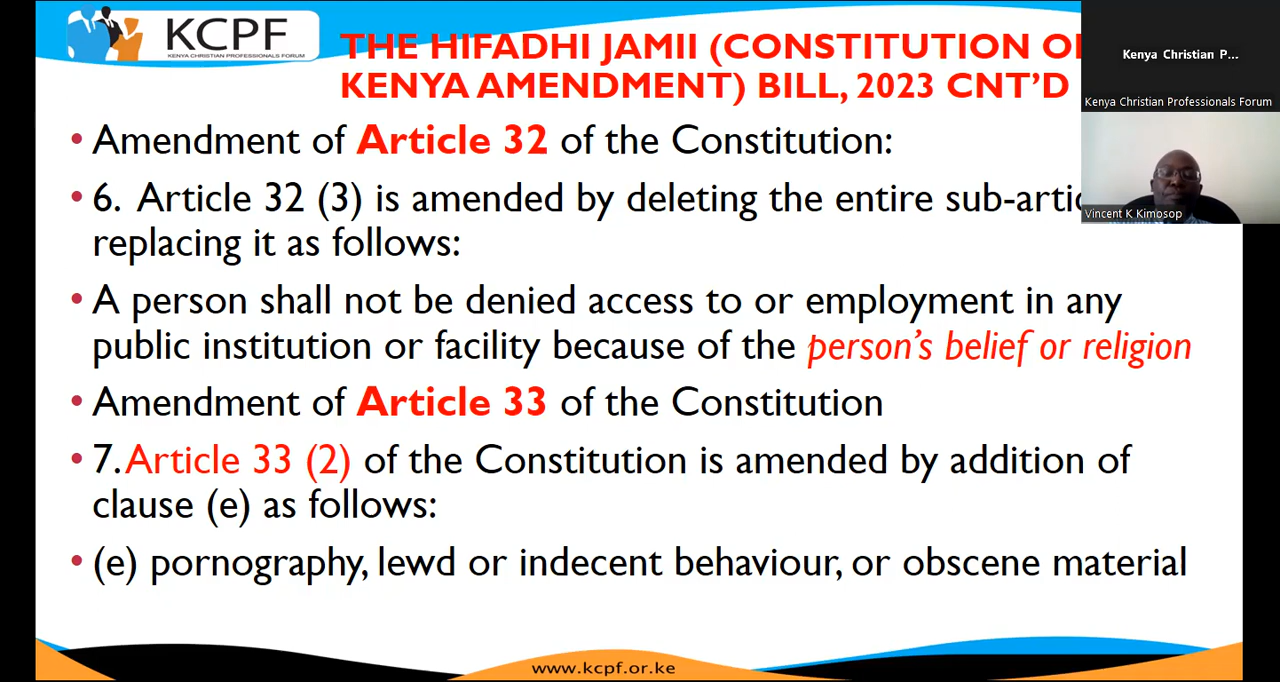 KCPF
KENYA CHRISTIAN PROFESSIONALS FORUM
THE HIFADHI JAMII (CONSTITUTION OF
KENYA AMENDMENT) BILL, 2023 CNT’D
Kenya Christian P...
Kenya Christian Professionals Forum
Vincent K Kimosop
• Amendment of Article 32 of the Constitution:
• 6. Article 32 (3) is amended by deleting the entire sub-artic
replacing it as follows:
• A person shall not be denied access to or employment in any
public institution or facility because of the person’s belief or religion
• Amendment of Article 33 of the Constitution
• 7. Article 33 (2) of the Constitution is amended by addition of
clause (e) as follows:
• (e) pornography, lewd or indecent behaviour, or obscene material
www.kcpf.or.ke